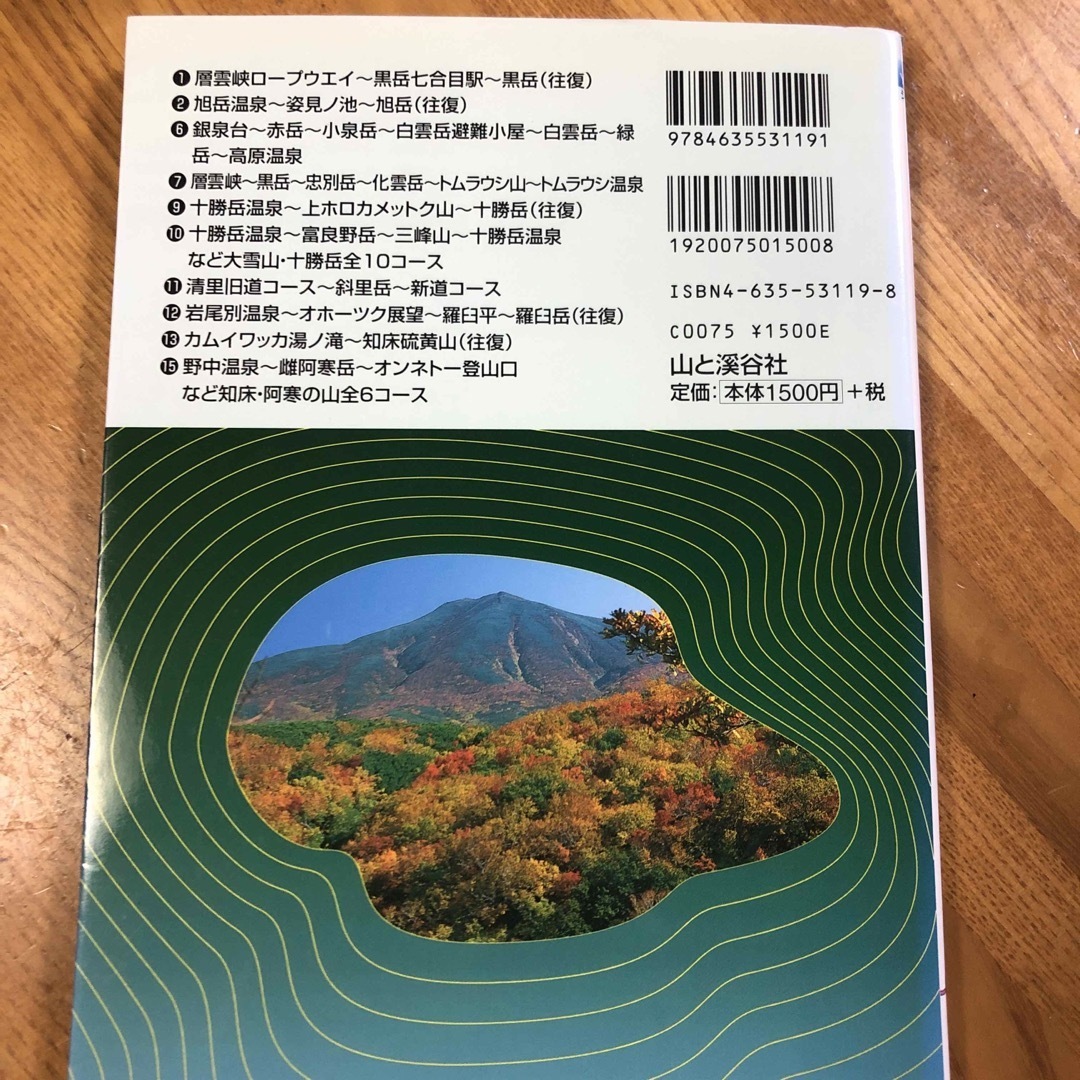 ❶層雲峡ロープウエイ〜黒岳七合目駅〜黒岳(往復)
❷旭岳温泉〜姿見ノ池〜旭岳(往復)
❻銀泉台〜赤岳〜小泉岳〜白雲岳避難小屋〜白雲岳〜緑
岳〜高原温泉
❼層雲峡〜黒岳〜忠別岳〜化雲岳〜トムラウシ山〜トムラウシ温泉
❾十勝岳温泉〜上ホロカメットク山〜十勝岳(往復)
❿十勝岳温泉〜富良野岳〜三峰山〜十勝岳温泉
など大雪山・十勝岳全10コース
⓫清里旧道コース〜斜里岳〜新道コース
⓬岩尾別温泉〜オホーツク展望〜羅臼平〜羅臼岳(往復)
⓭カムイワッカ湯ノ滝〜知床硫黄山(往復)
⓯野中温泉〜雌阿寒岳〜オンネトー登山口
など知床・阿寒の山全6コース
9784635531191
1920075015008
ISBN4-635-53119-8
C0075 ¥1500E
山と溪谷社
定価:本体1500円+税